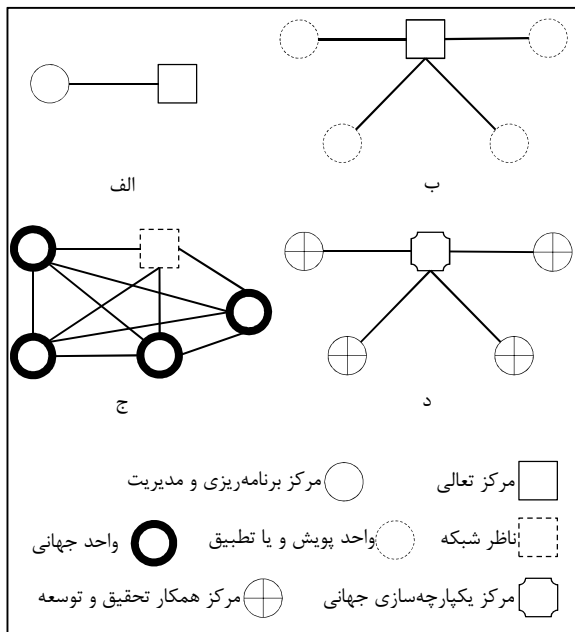 الف
ب
ج
د
مرکز تعالی
مرکز برنامه‌ریزی و مدیریت
ناظر شبکه
واحد پویش و یا تطبیق
واحد جهانی
مرکز یکپارچه‌سازی جهانی
مرکز همکار تحقیق و توسعه